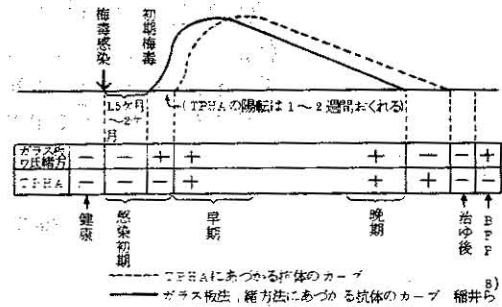 梅毒感染
初期梅毒
1.5ヶ月
～2ヶ
月
(TPHAの陽転は1～2週間おくれる)
ガラス板
ワ氏緒方
－ － ＋ ＋ ＋ － － ＋
TPHA
－ － － ＋ ＋ ＋ － －
健康
感染初期
早期
晩期
治ゆ後
BFP
TPHAにあづかる抗体のカーブ
ガラス板法，緒方法にあづかる抗体のカーブ 稲井ら8)